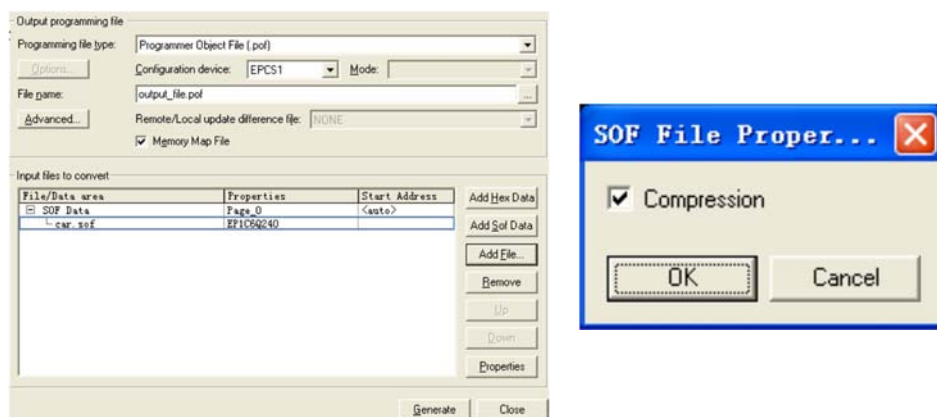 Output programming file
Programming file type: Programmer Object File (.pof)
Options... Configuration device: EPCS1 Mode:
File name: output_file.pof ...
Advanced... Remote/Local update difference file: NONE
Memory Map File
Input files to convert
File/Data area Properties Start Address
SOF Data Page_0 <auto>
car.sof EP1C6Q240
Add Hex Data
Add Sof Data
Add File...
Remove
Up
Down
Properties
Generate Close
SOF File Proper...
Compression
OK Cancel